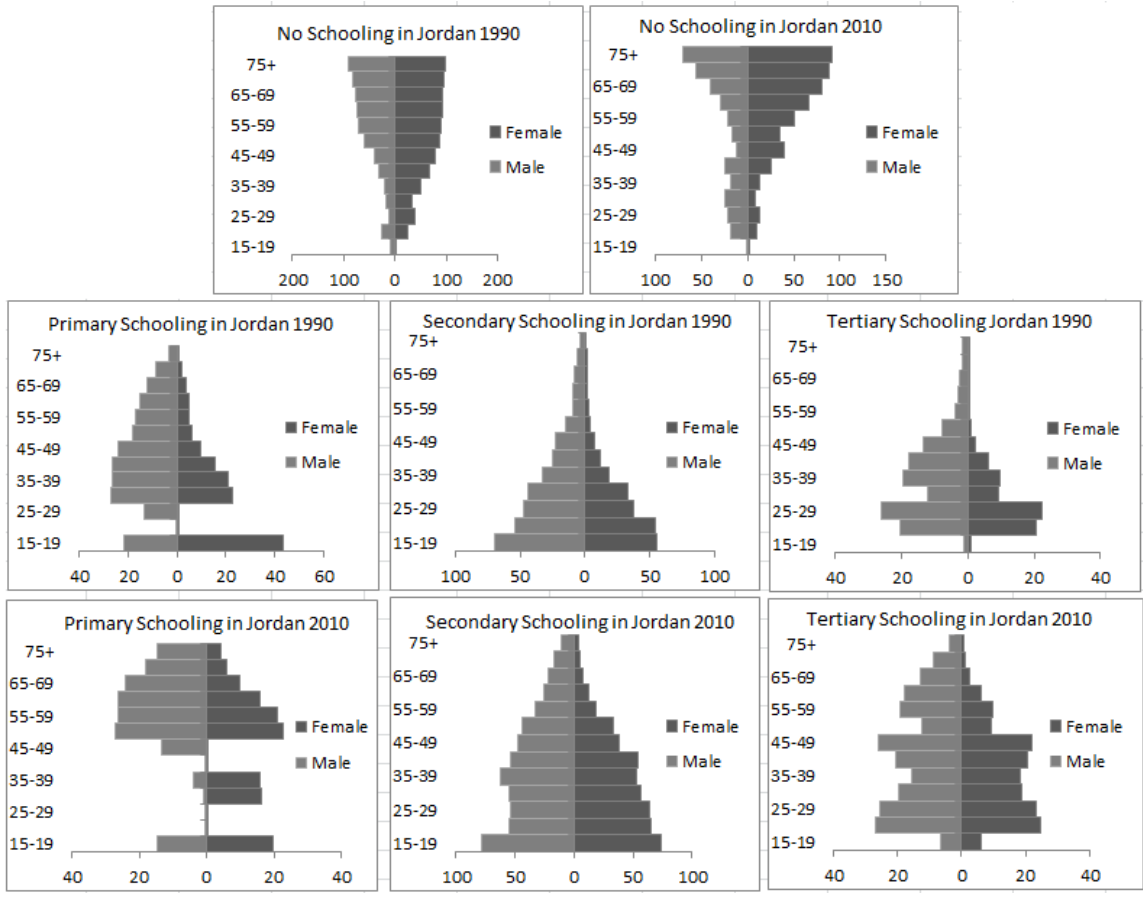 No Schooling in Jordan 1990
75+
65-69
55-59
45-49
35-39
25-29
15-19
Female
Male
200 100 0 100 200
No Schooling in Jordan 2010
75+
65-69
55-59
45-49
35-39
25-29
15-19
Female
Male
100 50 0 50 100 150
Primary Schooling in Jordan 1990
75+
65-69
55-59
45-49
35-39
25-29
15-19
Female
Male
40 20 0 20 40 60
Secondary Schooling in Jordan 1990
75+
65-69
55-59
45-49
35-39
25-29
15-19
Female
Male
100 50 0 50 100
Tertiary Schooling in Jordan 1990
75+
65-69
55-59
45-49
35-39
25-29
15-19
Female
Male
40 20 0 20 40
Primary Schooling in Jordan 2010
75+
65-69
55-59
45-49
35-39
25-29
15-19
Female
Male
40 20 0 20 40
Secondary Schooling in Jordan 2010
75+
65-69
55-59
45-49
35-39
25-29
15-19
Female
Male
100 50 0 50 100
Tertiary Schooling in Jordan 2010
75+
65-69
55-59
45-49
35-39
25-29
15-19
Female
Male
40 20 0 20 40